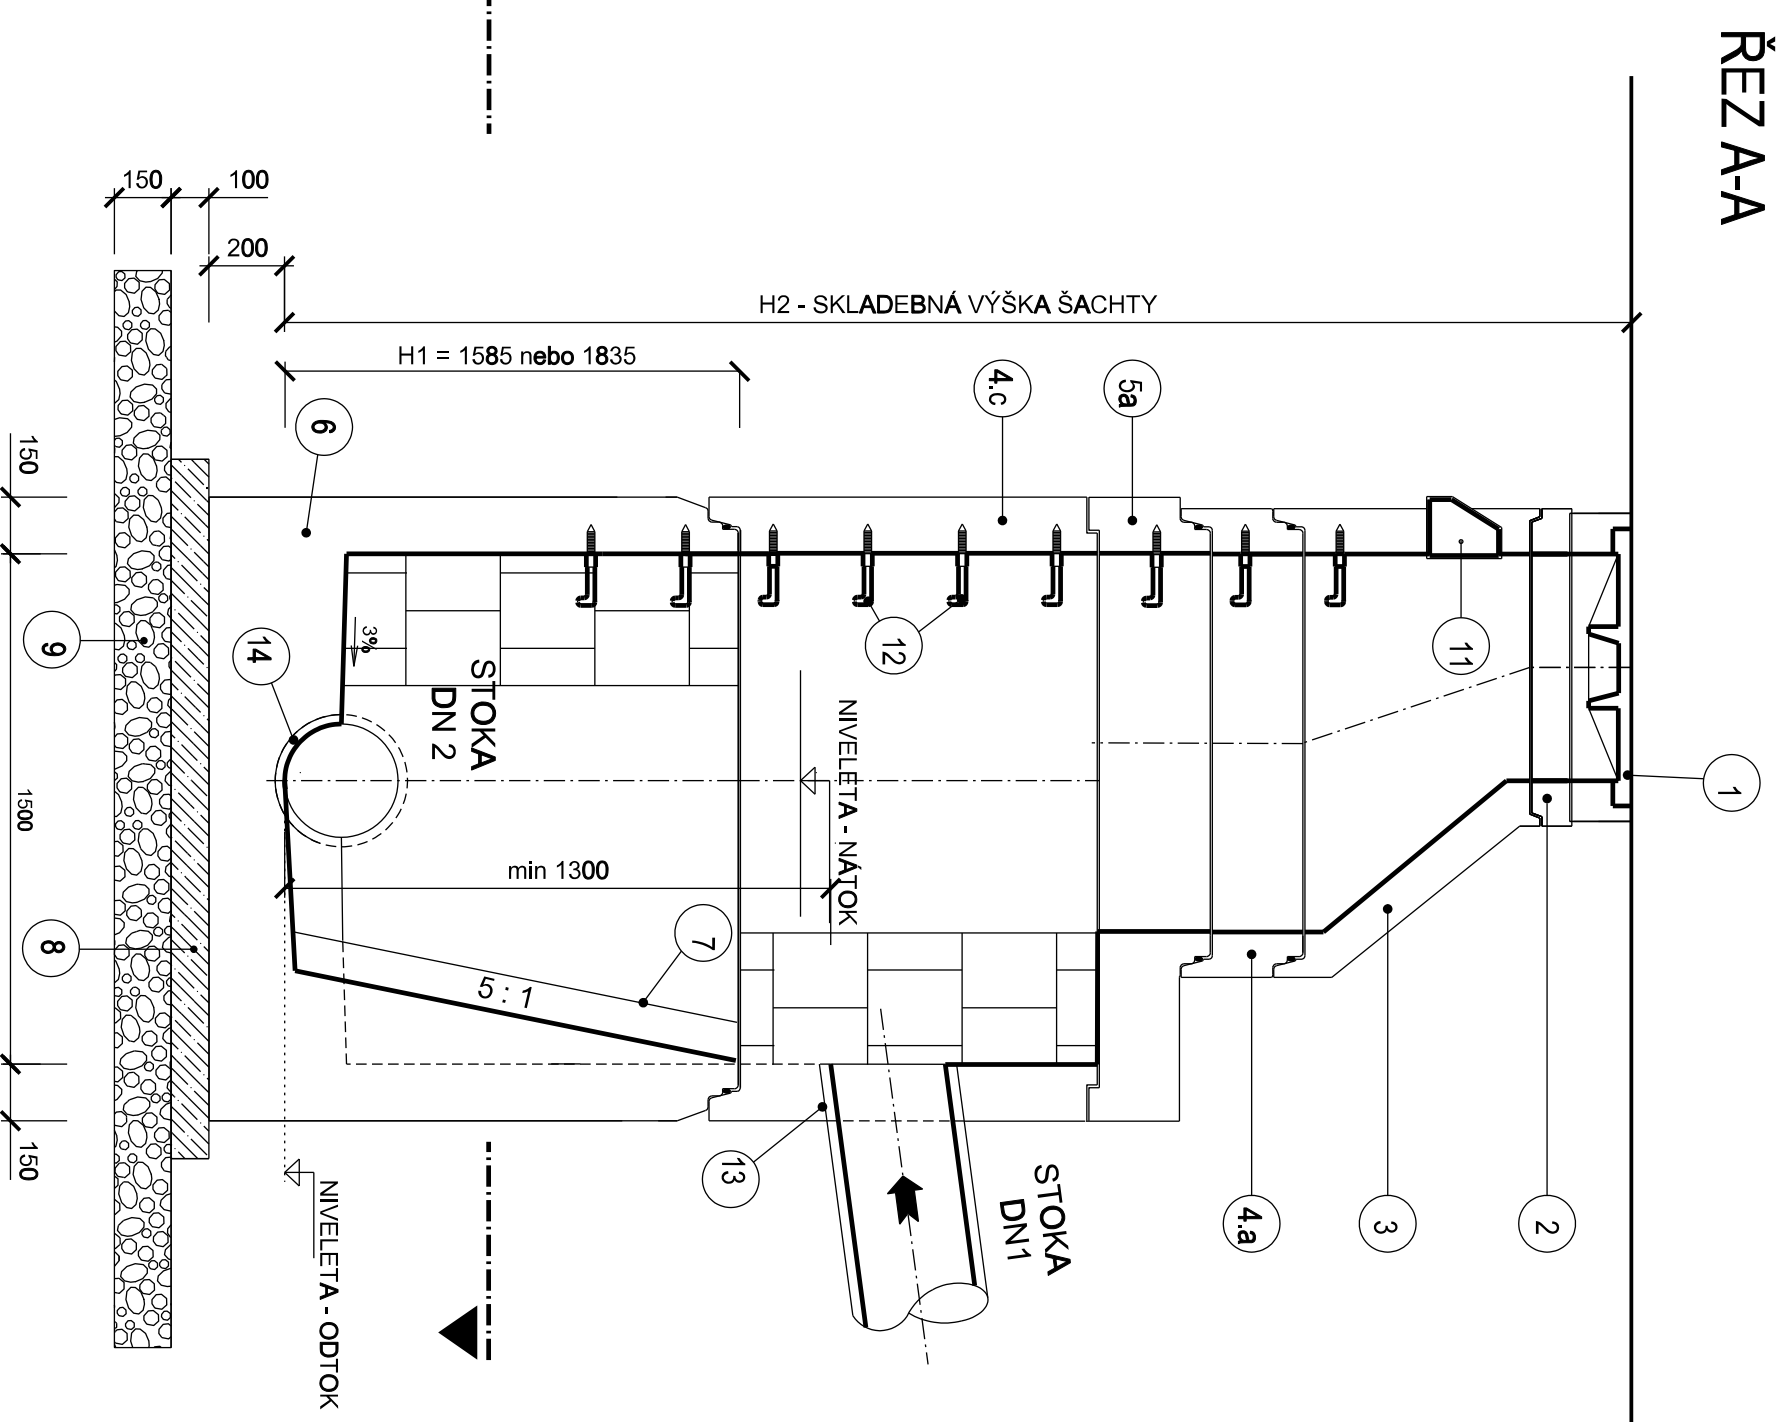 ŘEZ A-A
150
100
200
H2 - SKLADEBNÁ VÝŠKA ŠACHTY
H1 = 1585 nebo 1835
4.c
5a
6
150
11
12
14
9
3%
STOKA
DN 2
NIVELETA - NÁTOK
1
1500
min 1300
7
8
5 : 1
13
STOKA
DN1
4.a
3
2
150
NIVELETA - ODTOK